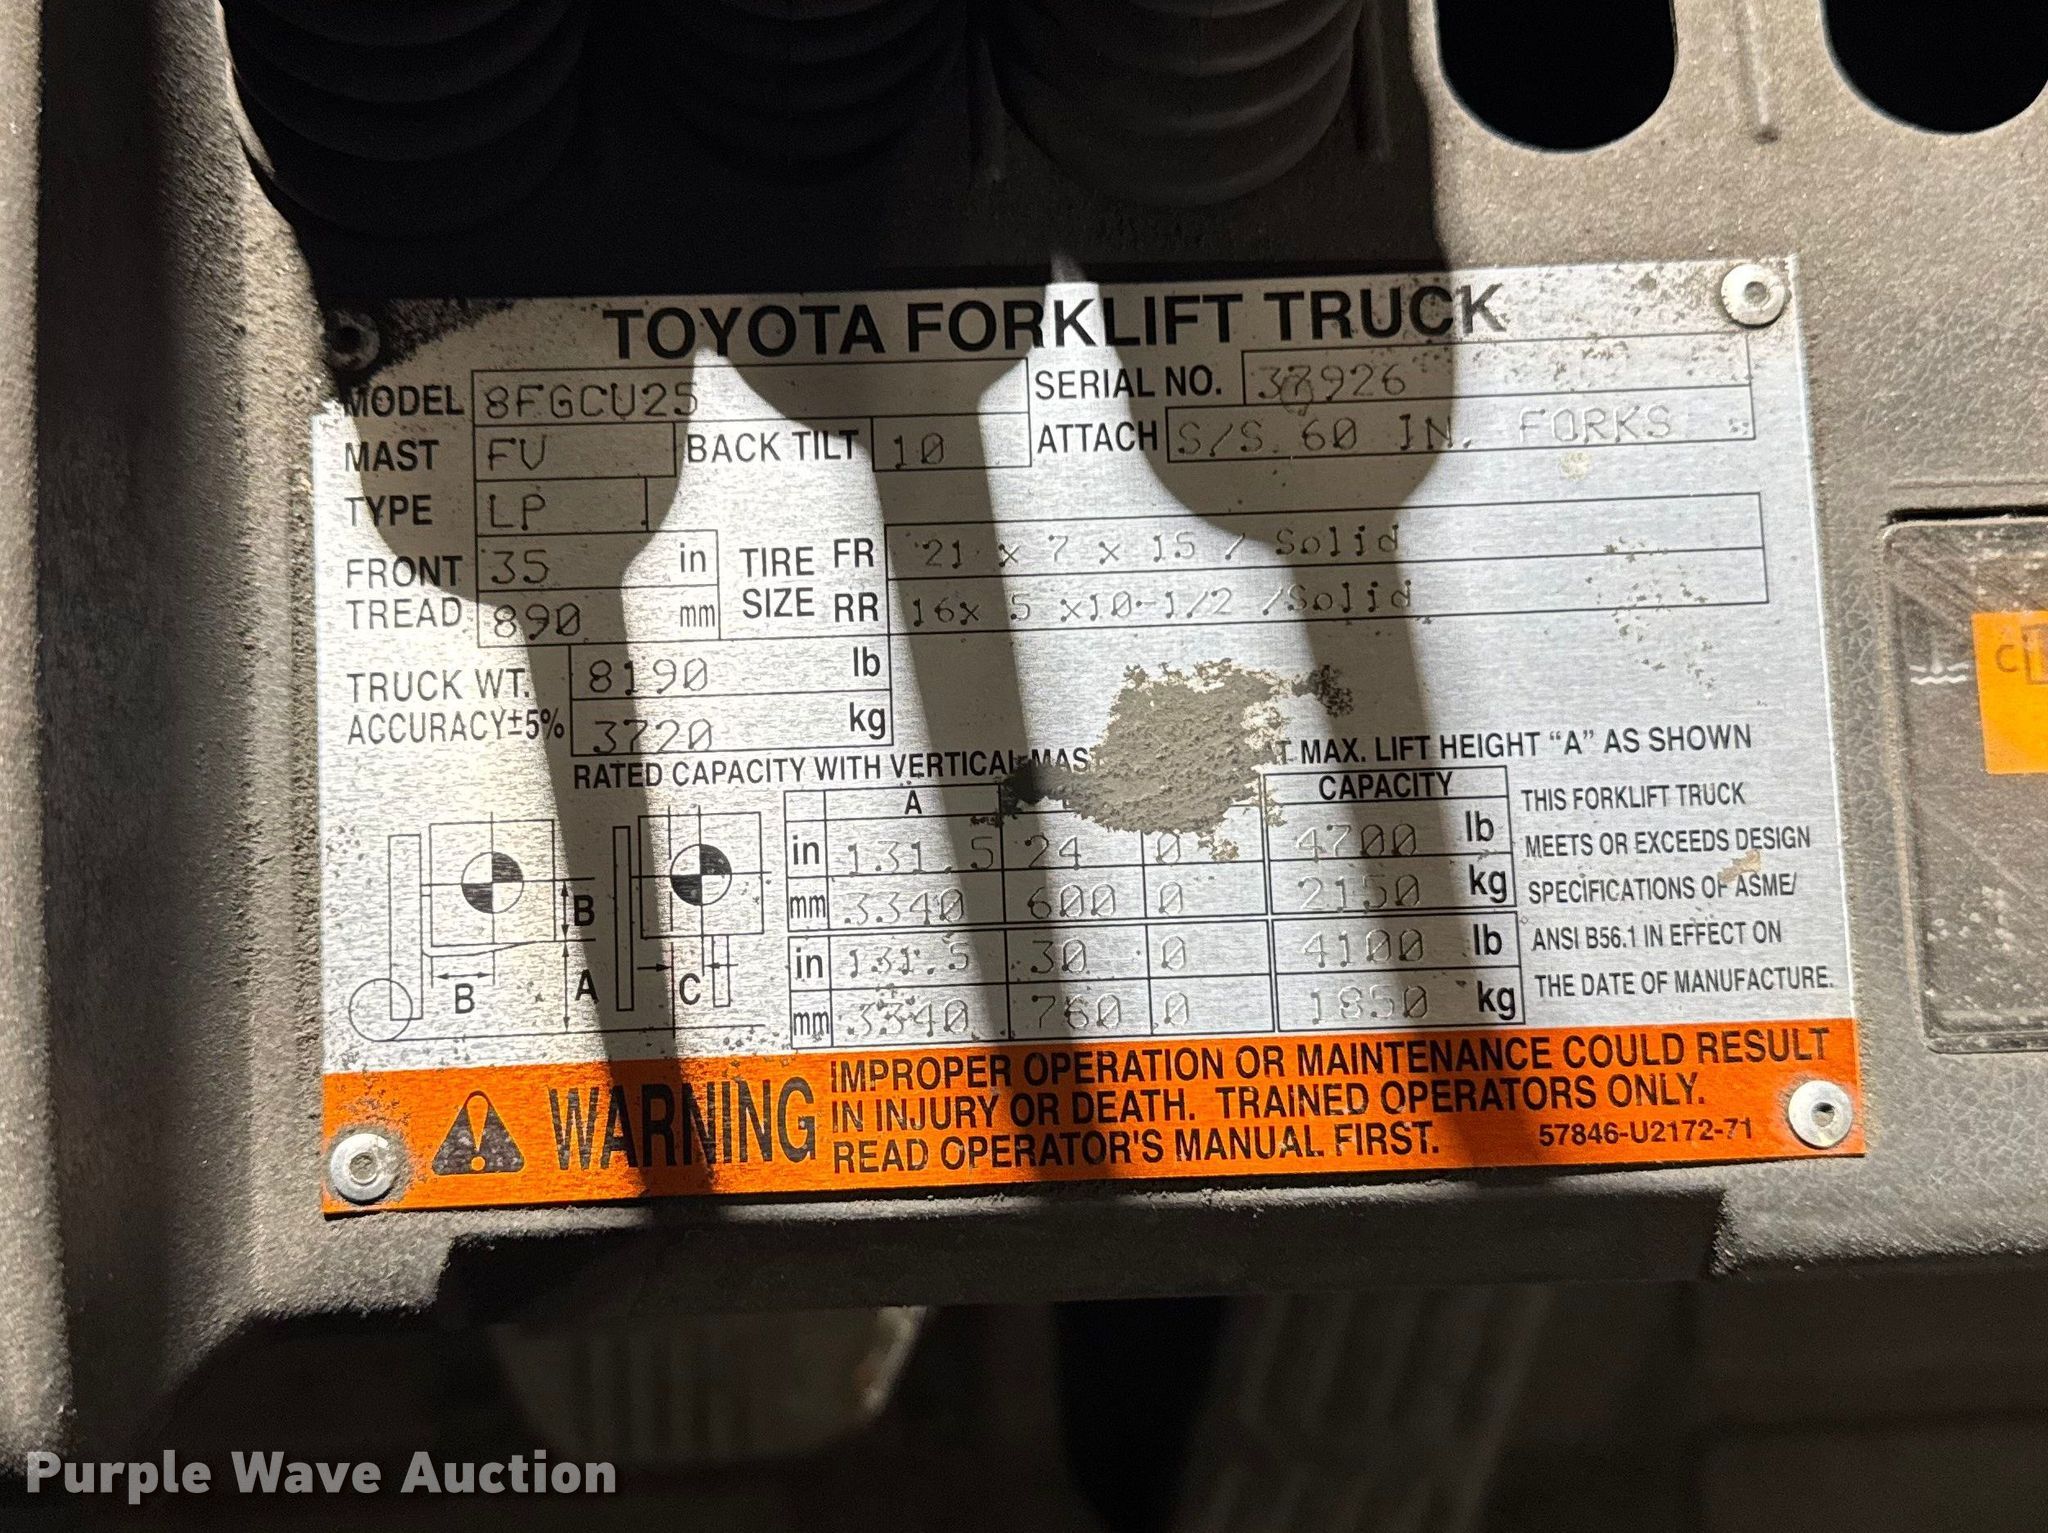 TOYOTA FORKLIFT TRUCK
MODEL 8FGCU25 SERIAL NO. 37926
MAST FV BACK TILT 10 ATTACH S/S 60 IN. FORKS
TYPE LP
FRONT TREAD 35 in 890 mm
TIRE SIZE FR 21 x 7 x 15 / Solid
RR 16x 5 x10-1/2 /Solid
TRUCK WT. 8190 lb
ACCURACY±5% 3720 kg
RATED CAPACITY WITH VERTICAL AT MAX. LIFT HEIGHT "A" AS SHOWN
A CAPACITY
in 131.5 24 0 4700 lb
mm 3340 600 0 2150 kg
in 131.5 30 0 4100 lb
mm 3340 760 0 1850 kg
B
B
A
C
THIS FORKLIFT TRUCK
MEETS OR EXCEEDS DESIGN
SPECIFICATIONS OF ASME/
ANSI B56.1 IN EFFECT ON
THE DATE OF MANUFACTURE.
WARNING
IMPROPER OPERATION OR MAINTENANCE COULD RESULT
IN INJURY OR DEATH. TRAINED OPERATORS ONLY.
READ OPERATOR'S MANUAL FIRST. 57846-U2172-71
Purple Wave Auction